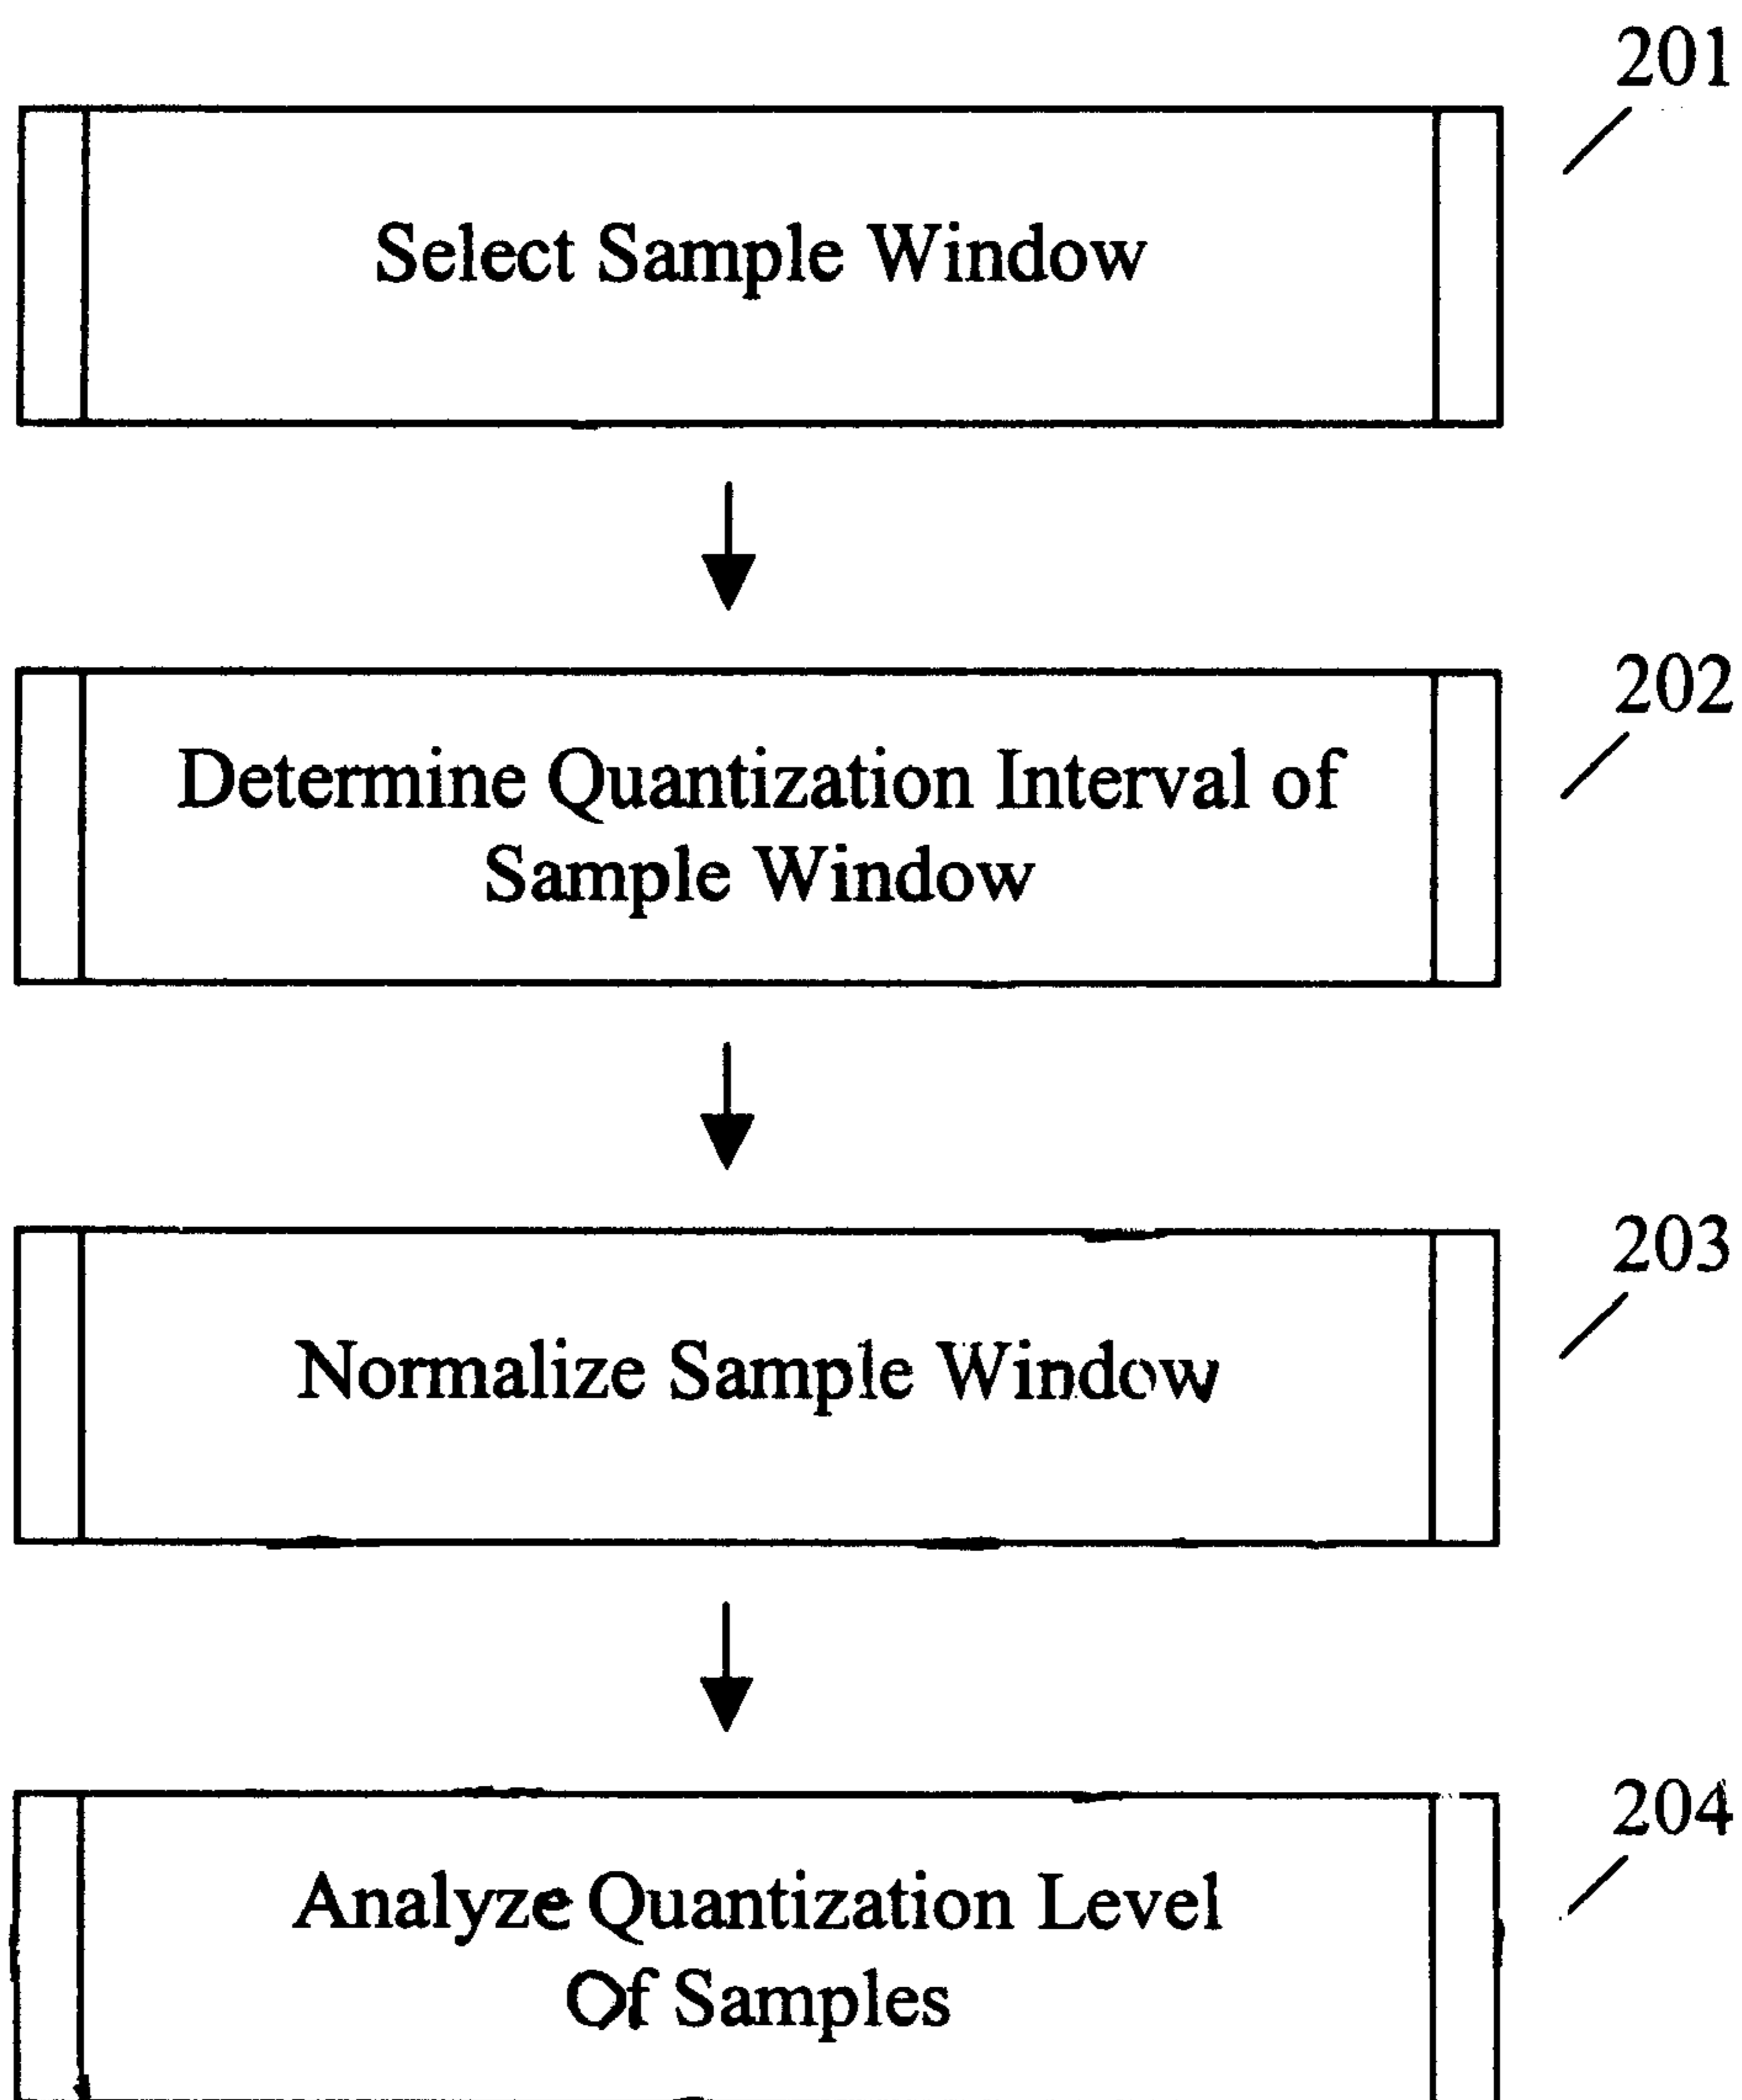 201
Select Sample Window
202
Determine Quantization Interval of
Sample Window
203
Normalize Sample Window
204
Analyze Quantization Level
Of Samples